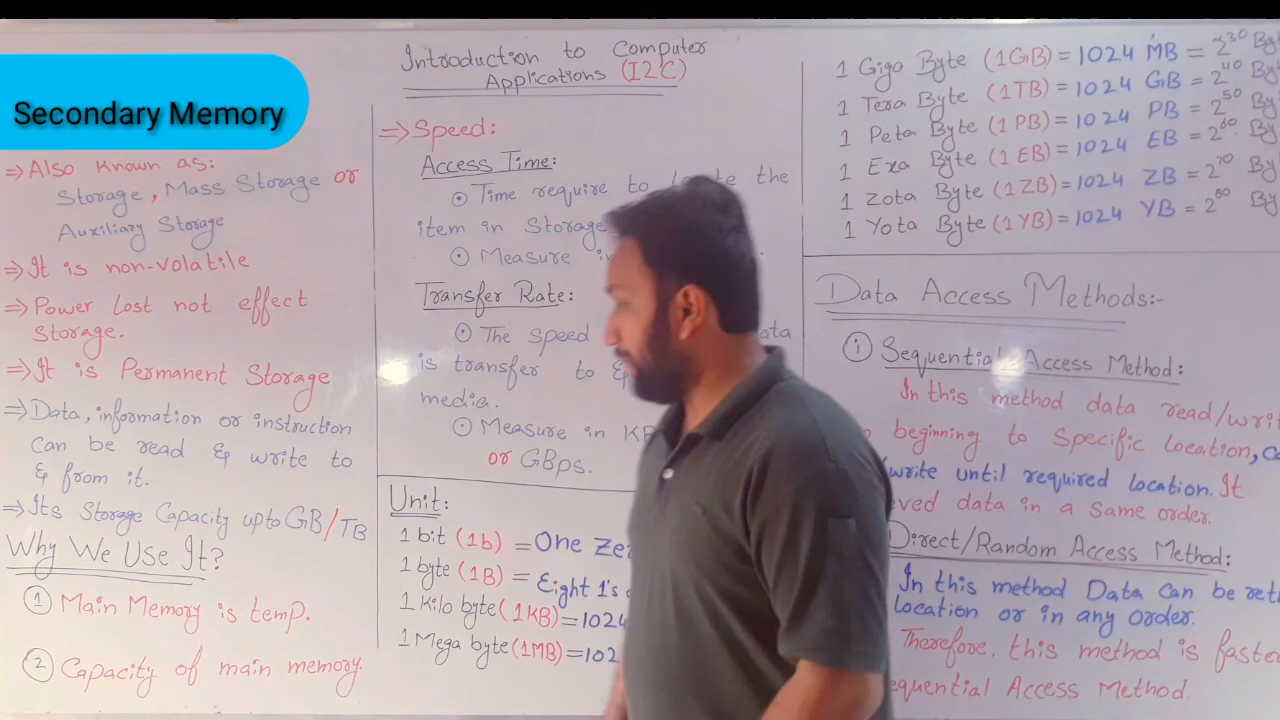 Secondary Memory
⇒ Also known as:
Storage, Mass Storage or
Auxiliary Storage
⇒ It is non-volatile
⇒ Power Lost not effect
Storage.
⇒ It is Permanent Storage
⇒ Data, information or instruction
can be read & write to
& from it.
⇒ Its Storage Capacity upto GB/TB
Why We Use It?
① Main Memory is temp.
② Capacity of main memory.
Introduction to Computer
Applications (I2C)
⇒ Speed:
Access Time:
⊙ Time require to the
item in Storage
⊙ Measure in
Transfer Rate:
⊙ The speed
is transfer to &
media.
⊙ Measure in
or GBps.
Unit:
1 bit (1b) = One
1 byte (1B) = Eight 1's
1 Kilo byte (1KB) = 1024
1 Mega byte (1MB) =
1 Gigo Byte (1GB) = 1024 MB = 2^30
1 Tera Byte (1TB) = 1024 GB = 2^40
1 Peta Byte (1 PB) = 1024 PB = 2^50
1 Exa Byte (1 EB) = 1024 EB = 2^60
1 Zota Byte (1ZB) = 1024 ZB = 2^70
1 Yota Byte (1YB) = 1024 YB = 2^80
Data Access Methods:-
① Sequential Access Method:
In this method data read/
beginning to specific location,
/write until required location. It
data in a same order.
Direct/Random Access Method:
In this method Data can be
location or in any order.
Therefore, this method is
Access Method.